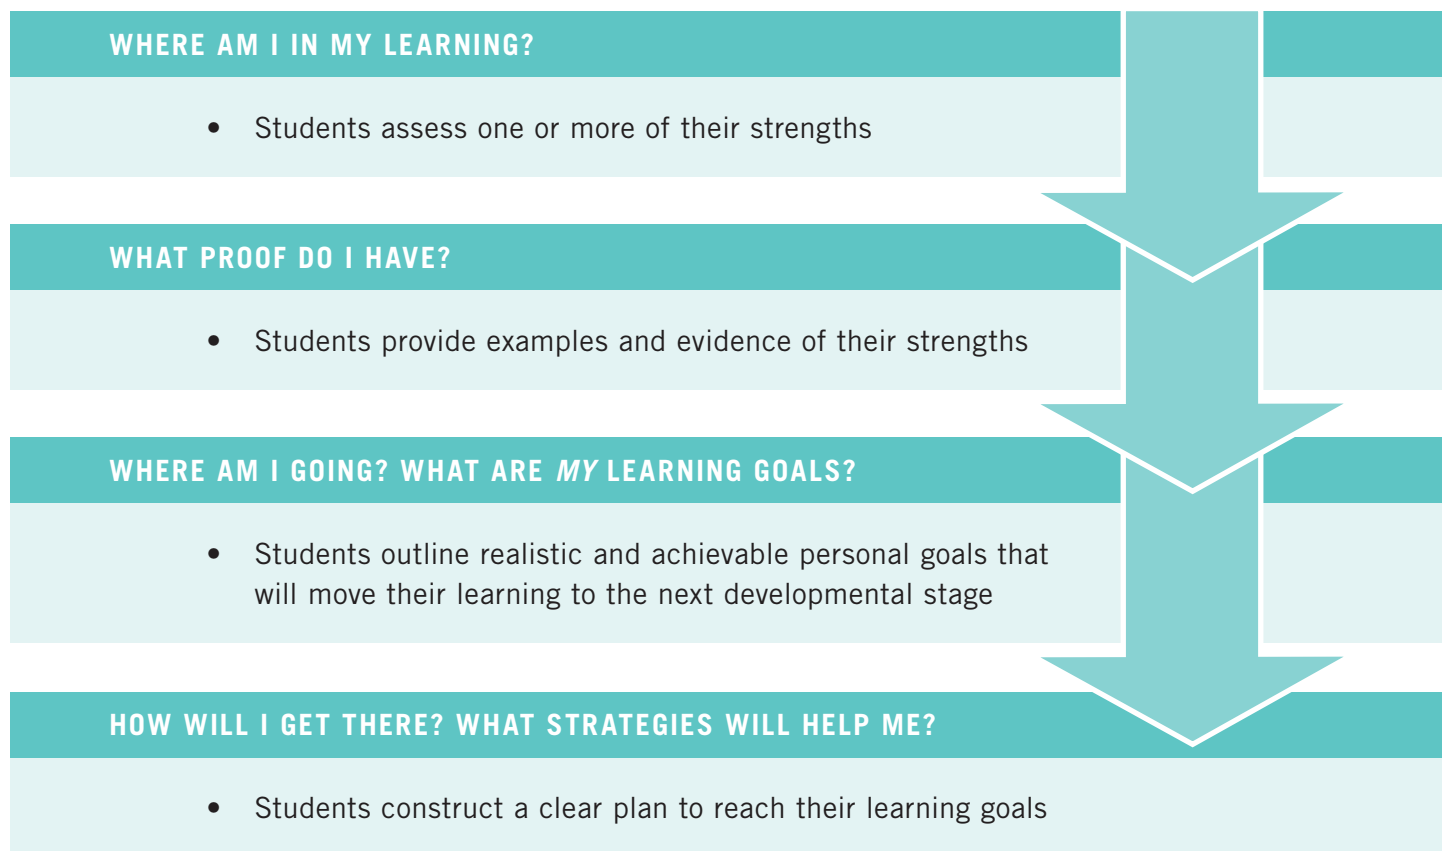 WHERE AM I IN MY LEARNING?
• Students assess one or more of their strengths
WHAT PROOF DO I HAVE?
• Students provide examples and evidence of their strengths
WHERE AM I GOING? WHAT ARE MY LEARNING GOALS?
• Students outline realistic and achievable personal goals that
will move their learning to the next developmental stage
HOW WILL I GET THERE? WHAT STRATEGIES WILL HELP ME?
• Students construct a clear plan to reach their learning goals